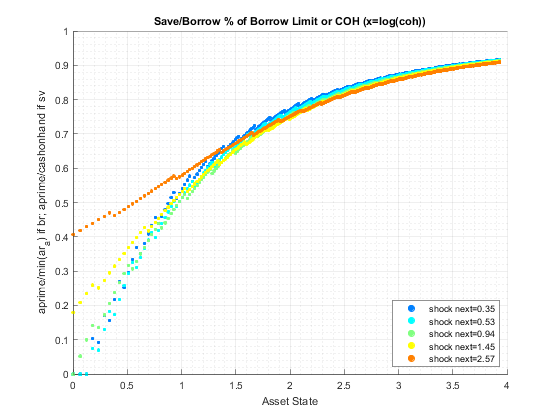 Save/Borrow % of Borrow Limit or COH (x=log(coh))
1
0.9
0.8
0.7
0.6
0.5
0.4
0.3
0.2
0.1
0
aprime/min(ar_a) if br; aprime/cashonhand if sv
0 0.5 1 1.5 2 2.5 3 3.5 4
Asset State
shock next=0.35
shock next=0.53
shock next=0.94
shock next=1.45
shock next=2.57